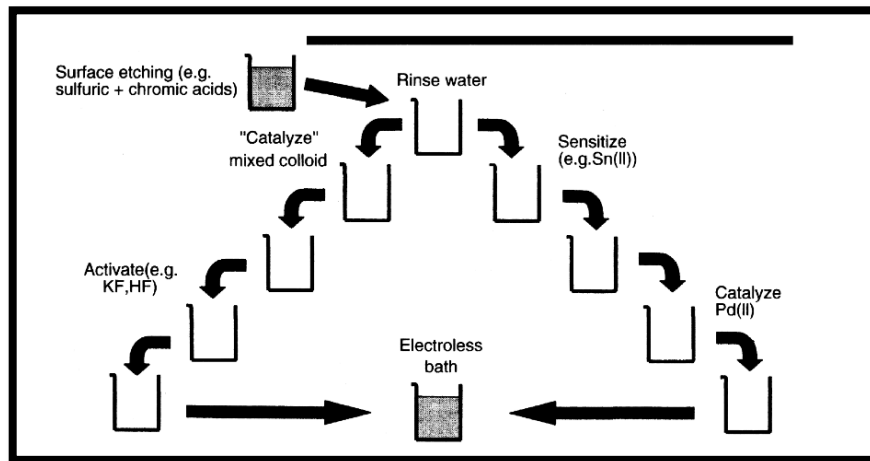 Surface etching (e.g.
sulfuric + chromic acids)
Rinse water
"Catalyze"
mixed colloid
Sensitize
(e.g.Sn(II))
Activate(e.g.
KF,HF)
Catalyze
Pd(II)
Electroless
bath